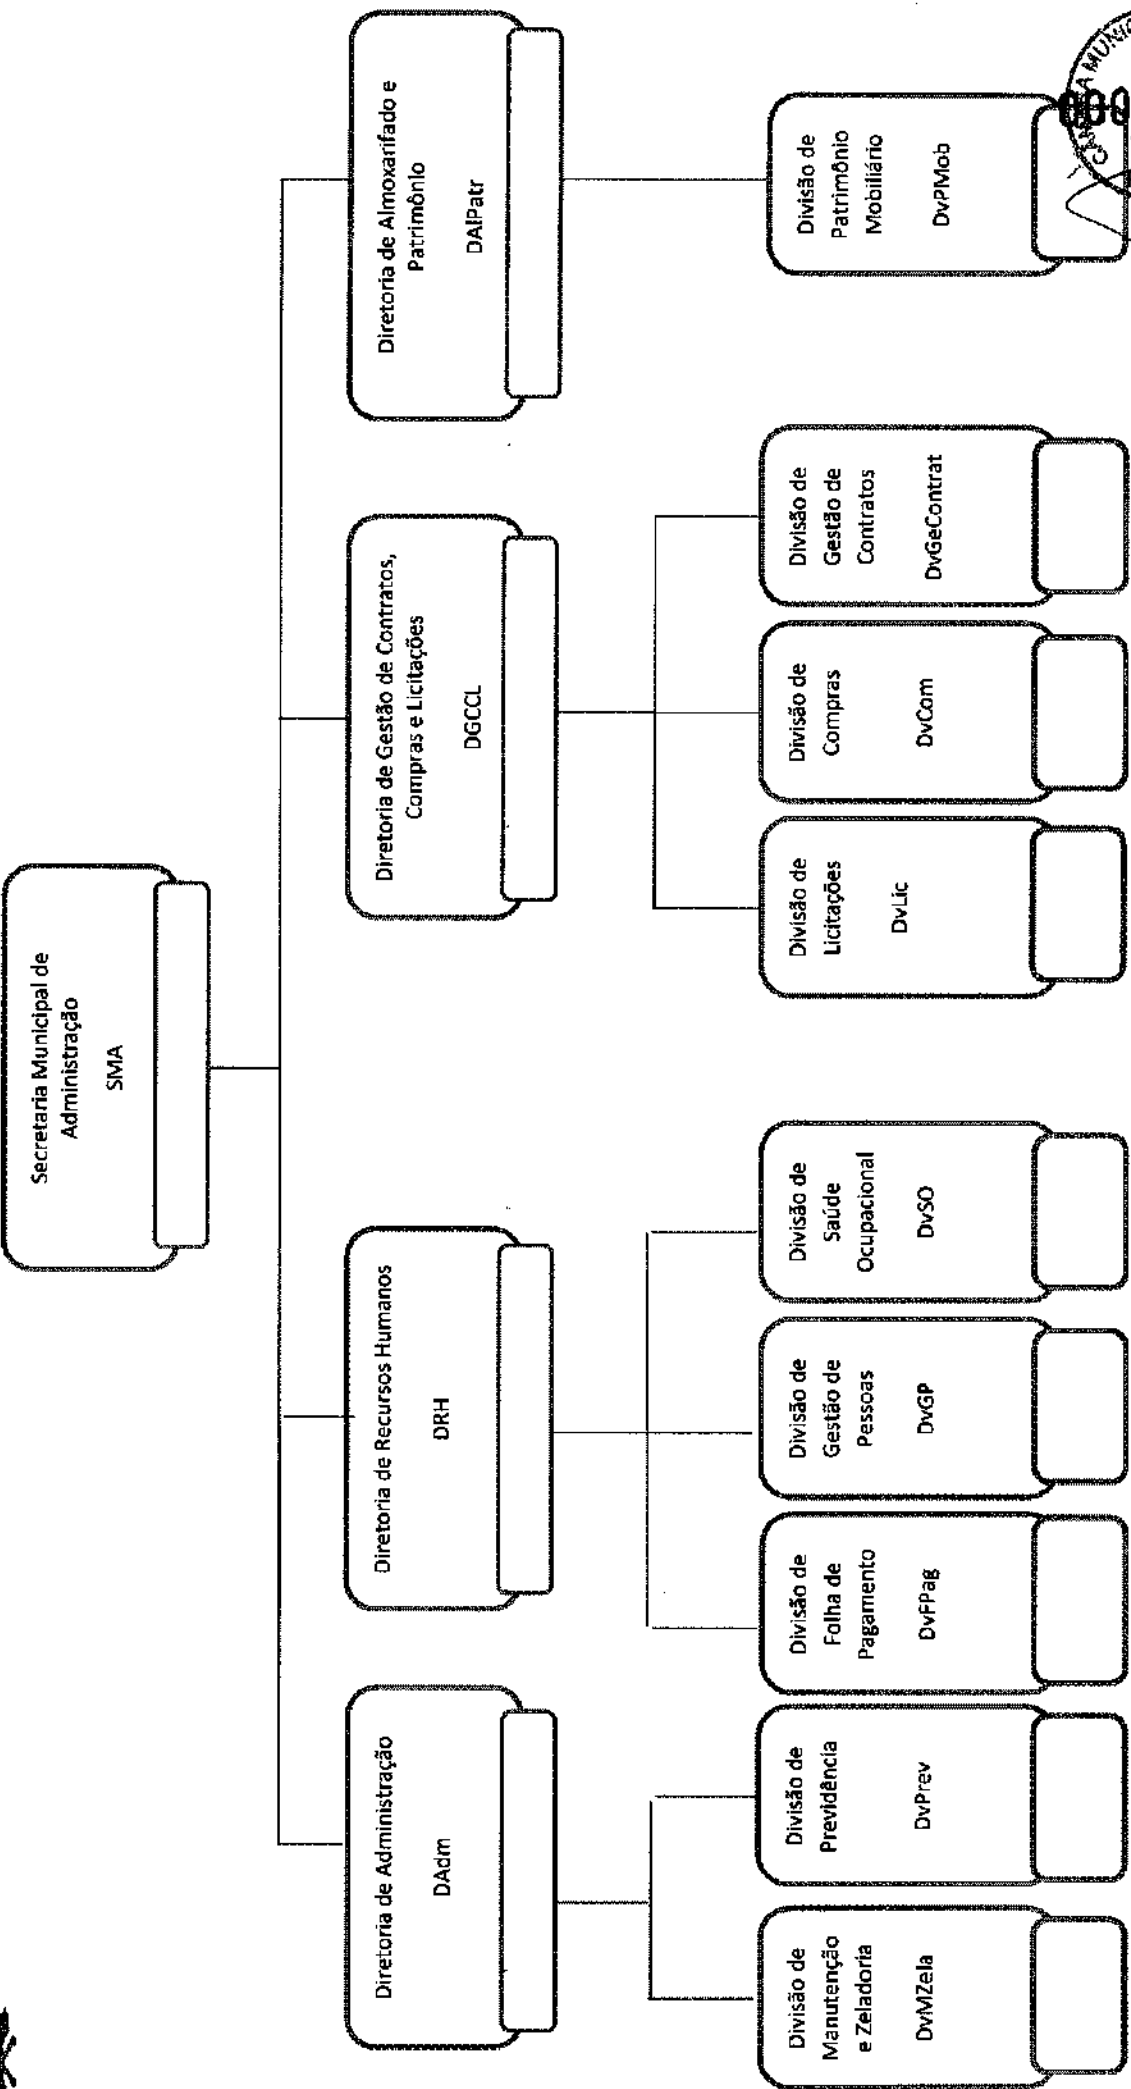 Secretaria Municipal de
Administração
SMA
Diretoria de Administração
DAdm
Diretoria de Recursos Humanos
DRH
Diretoria de Gestão de Contratos,
Compras e Licitações
DGCCL
Diretoria de Almoxarifado e
Patrimônio
DAlPatr
Divisão de
Manutenção
e Zeladoria
DvMZela
Divisão de
Previdência
DvPrev
Divisão de
Folha de
Pagamento
DvFPag
Divisão de
Gestão de
Pessoas
DvGP
Divisão de
Saúde
Ocupacional
DvSO
Divisão de
Licitações
DvLic
Divisão de
Compras
DvCom
Divisão de
Gestão de
Contratos
DvGeContrat
Divisão de
Patrimônio
Mobiliário
DvPMob